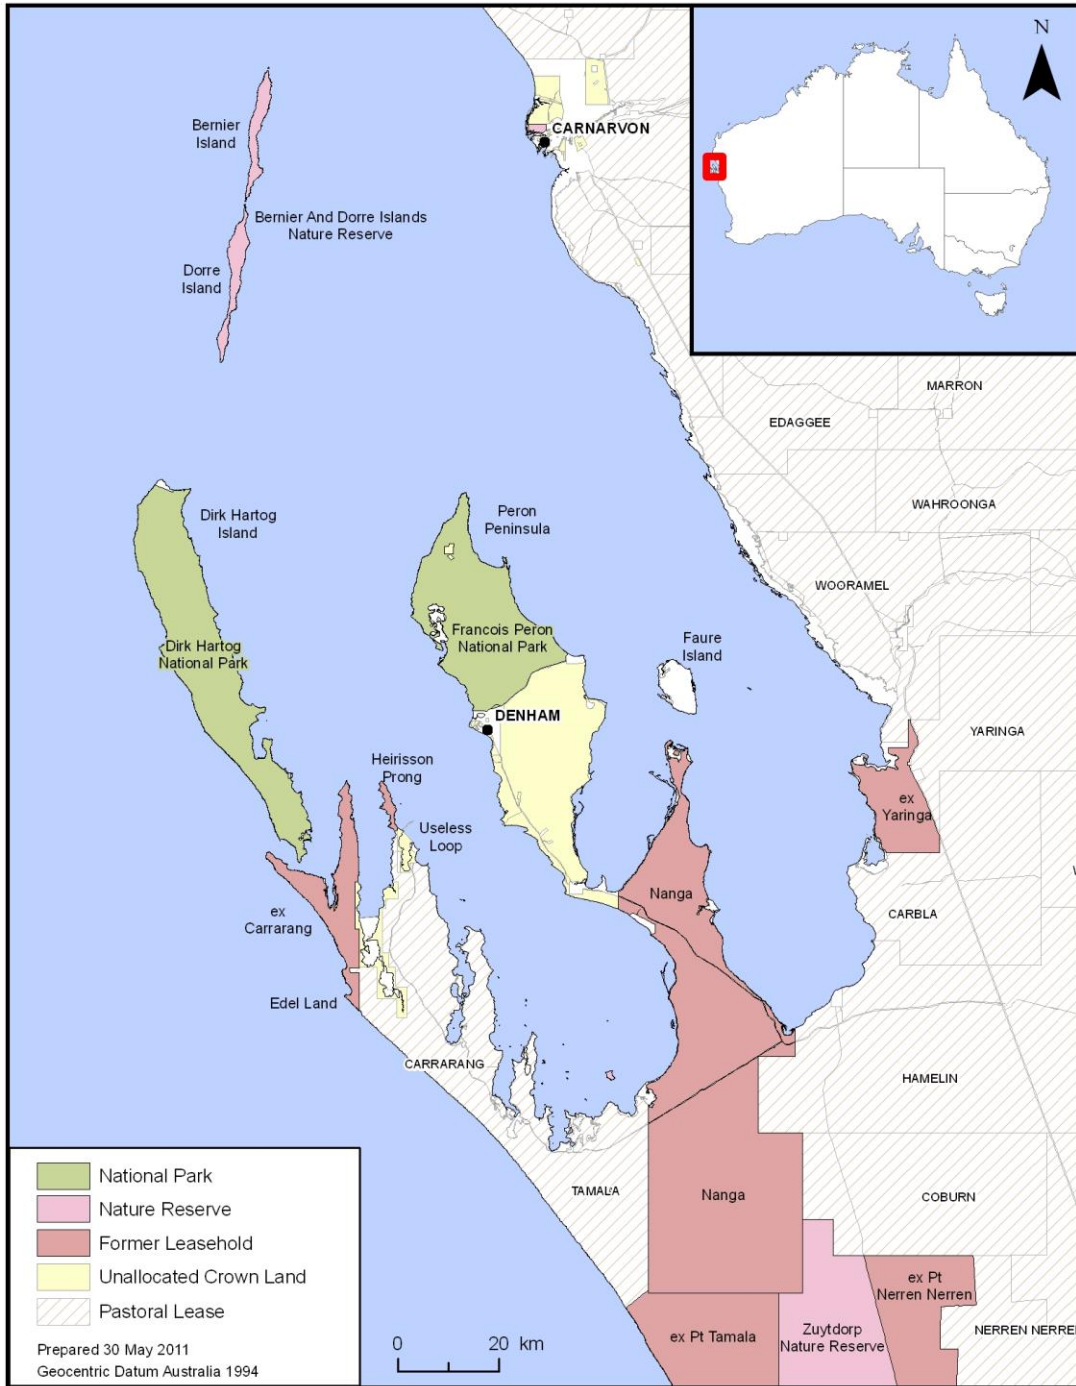 N
CARNARVON
Bernier
Island
Bernier And Dorre Islands
Nature Reserve
Dorre
Island
MARRON
EDAGGEE
WAHROONGA
Dirk Hartog
Island
Peron
Peninsula
WOORAMEL
Francois Peron
National Park
Faure
Island
Dirk Hartog
National Park
DENHAM
YARINGA
Heirisson
Prong
ex
Yaringa
Useless
Loop
Nanga
ex
Carrarang
CARBLA
Edel Land
CARRARANG
HAMELIN
TAMALA
Nanga
COBURN
ex Pt
Nerren Nerren
ex Pt Tamala
Zuytdorp
Nature Reserve
NERREN NERREN
National Park
Nature Reserve
Former Leasehold
Unallocated Crown Land
Pastoral Lease
Prepared 30 May 2011
Geocentric Datum Australia 1994
0 20 km